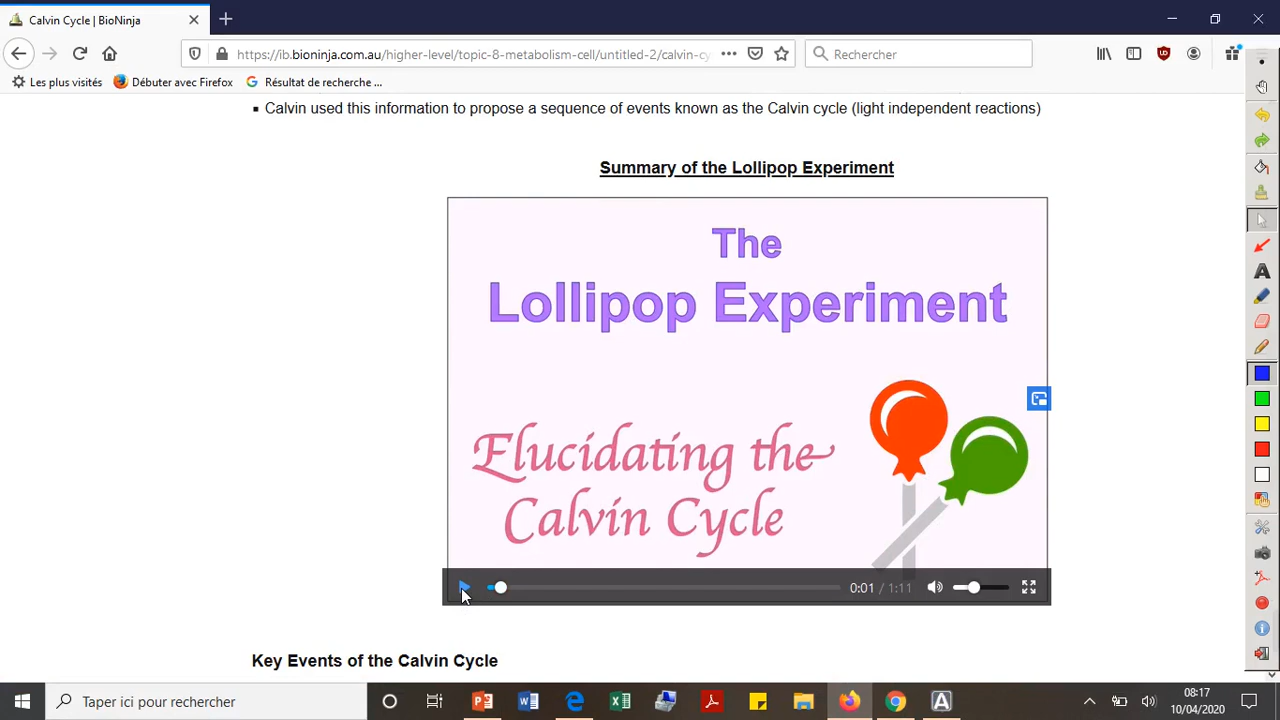 Calvin Cycle | BioNinja
https://ib.bioninja.com.au/higher-level/topic-8-metabolism-cell/untitled-2/calvin-cy
Rechercher
Les plus visités
Débuter avec Firefox
Résultat de recherche ...
▪ Calvin used this information to propose a sequence of events known as the Calvin cycle (light independent reactions)
Summary of the Lollipop Experiment
The
Lollipop Experiment
Elucidating the
Calvin Cycle
0:01 / 1:11
Key Events of the Calvin Cycle
Taper ici pour rechercher
08:17
10/04/2020